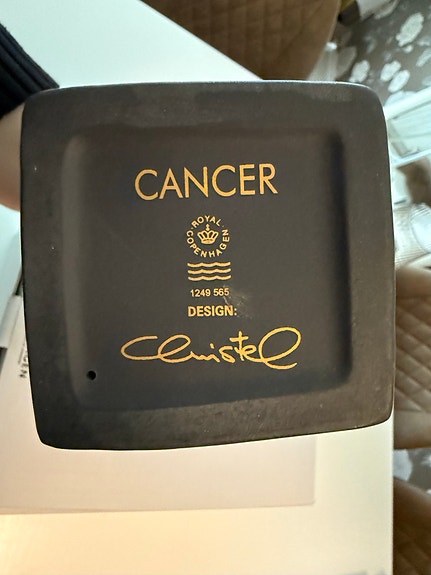 CANCER
ROYAL
COPENHAGEN
1249 565
DESIGN:
Christel